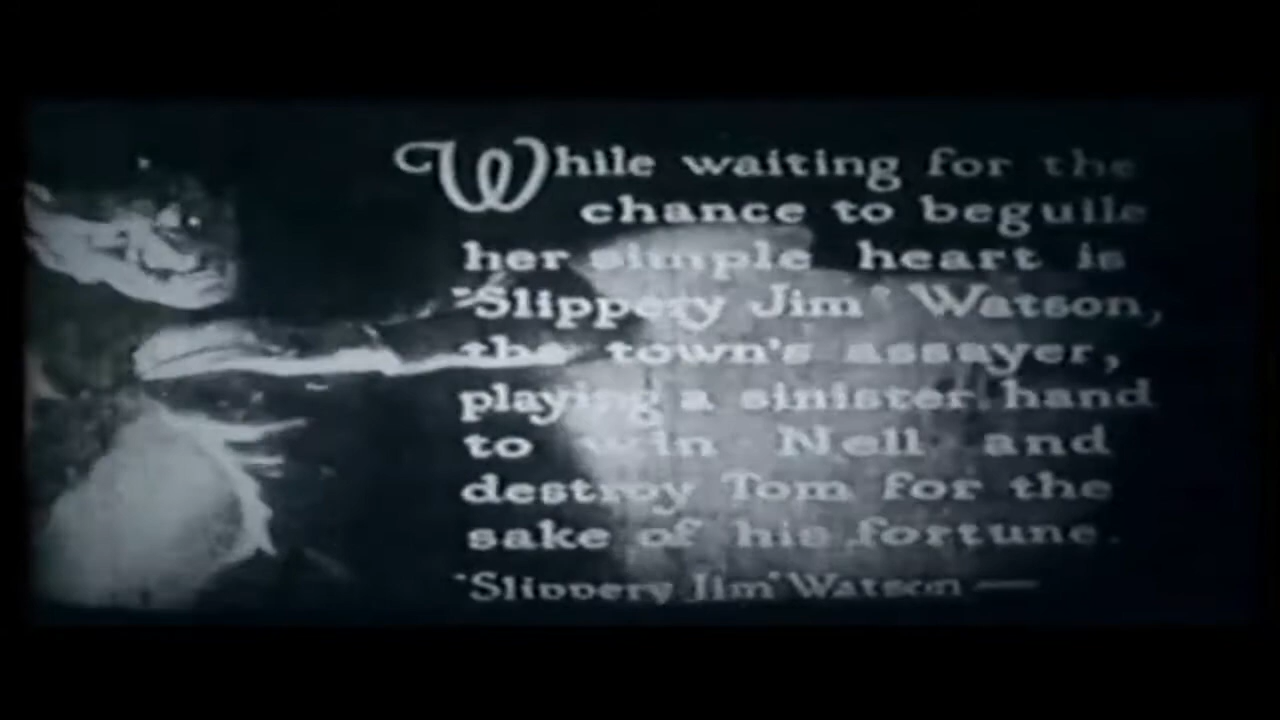 While waiting for the
chance to beguile
her simple heart is
"Slippery Jim" Watson,
the town's assayer,
playing a sinister hand
to win Nell and
destroy Tom for the
sake of his fortune.
"Slippery Jim" Watson —